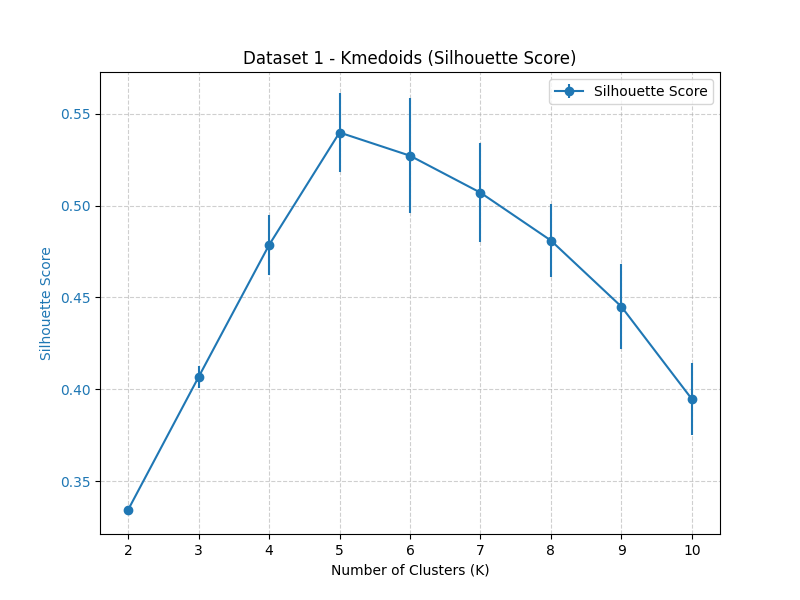 Dataset 1 - Kmedoids (Silhouette Score)
Silhouette Score
0.55
0.50
0.45
0.40
0.35
Silhouette Score
2 3 4 5 6 7 8 9 10
Number of Clusters (K)